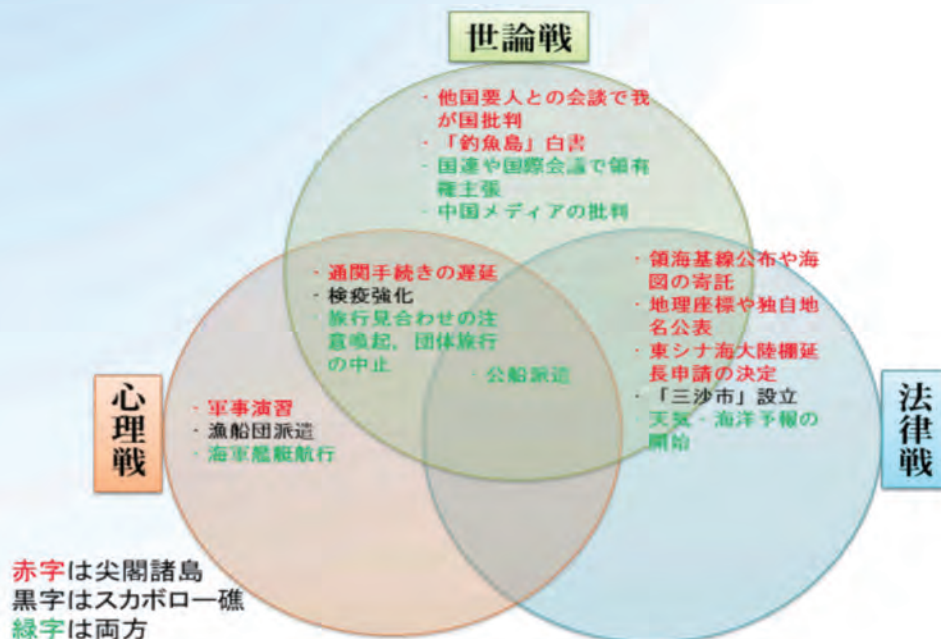 世論戦
・他国要人との会談で我
が国批判
・「釣魚島」白書
・国連や国際会議で領有
権主張
・中国メディアの批判
・通関手続きの遅延
・検疫強化
・旅行見合わせの注
意喚起，団体旅行
の中止
・領海基線公布や海
図の寄託
・地理座標や独自地
名公表
・東シナ海大陸棚延
長申請の決定
・「三沙市」設立
・天気・海洋予報の
開始
・公船派遣
心理戦
・軍事演習
・漁船団派遣
・海軍艦艇航行
法律戦
赤字は尖閣諸島
黒字はスカボロー礁
緑字は両方